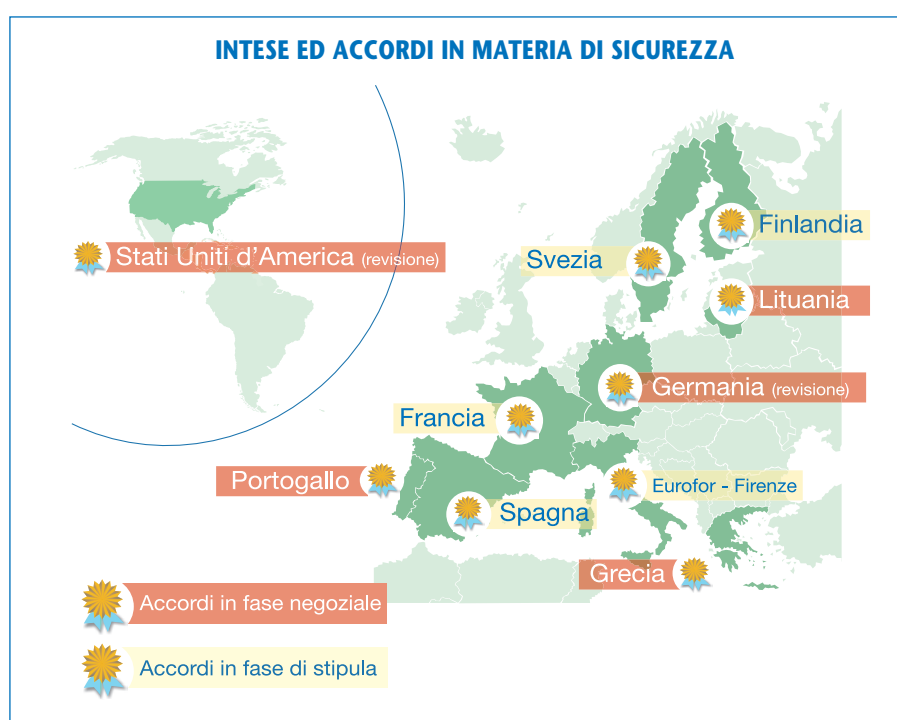 INTESE ED ACCORDI IN MATERIA DI SICUREZZA
Finlandia
Stati Uniti d'America (revisione)
Svezia
Lituania
Germania (revisione)
Francia
Portogallo
Eurofor - Firenze
Spagna
Grecia
Accordi in fase negoziale
Accordi in fase di stipula